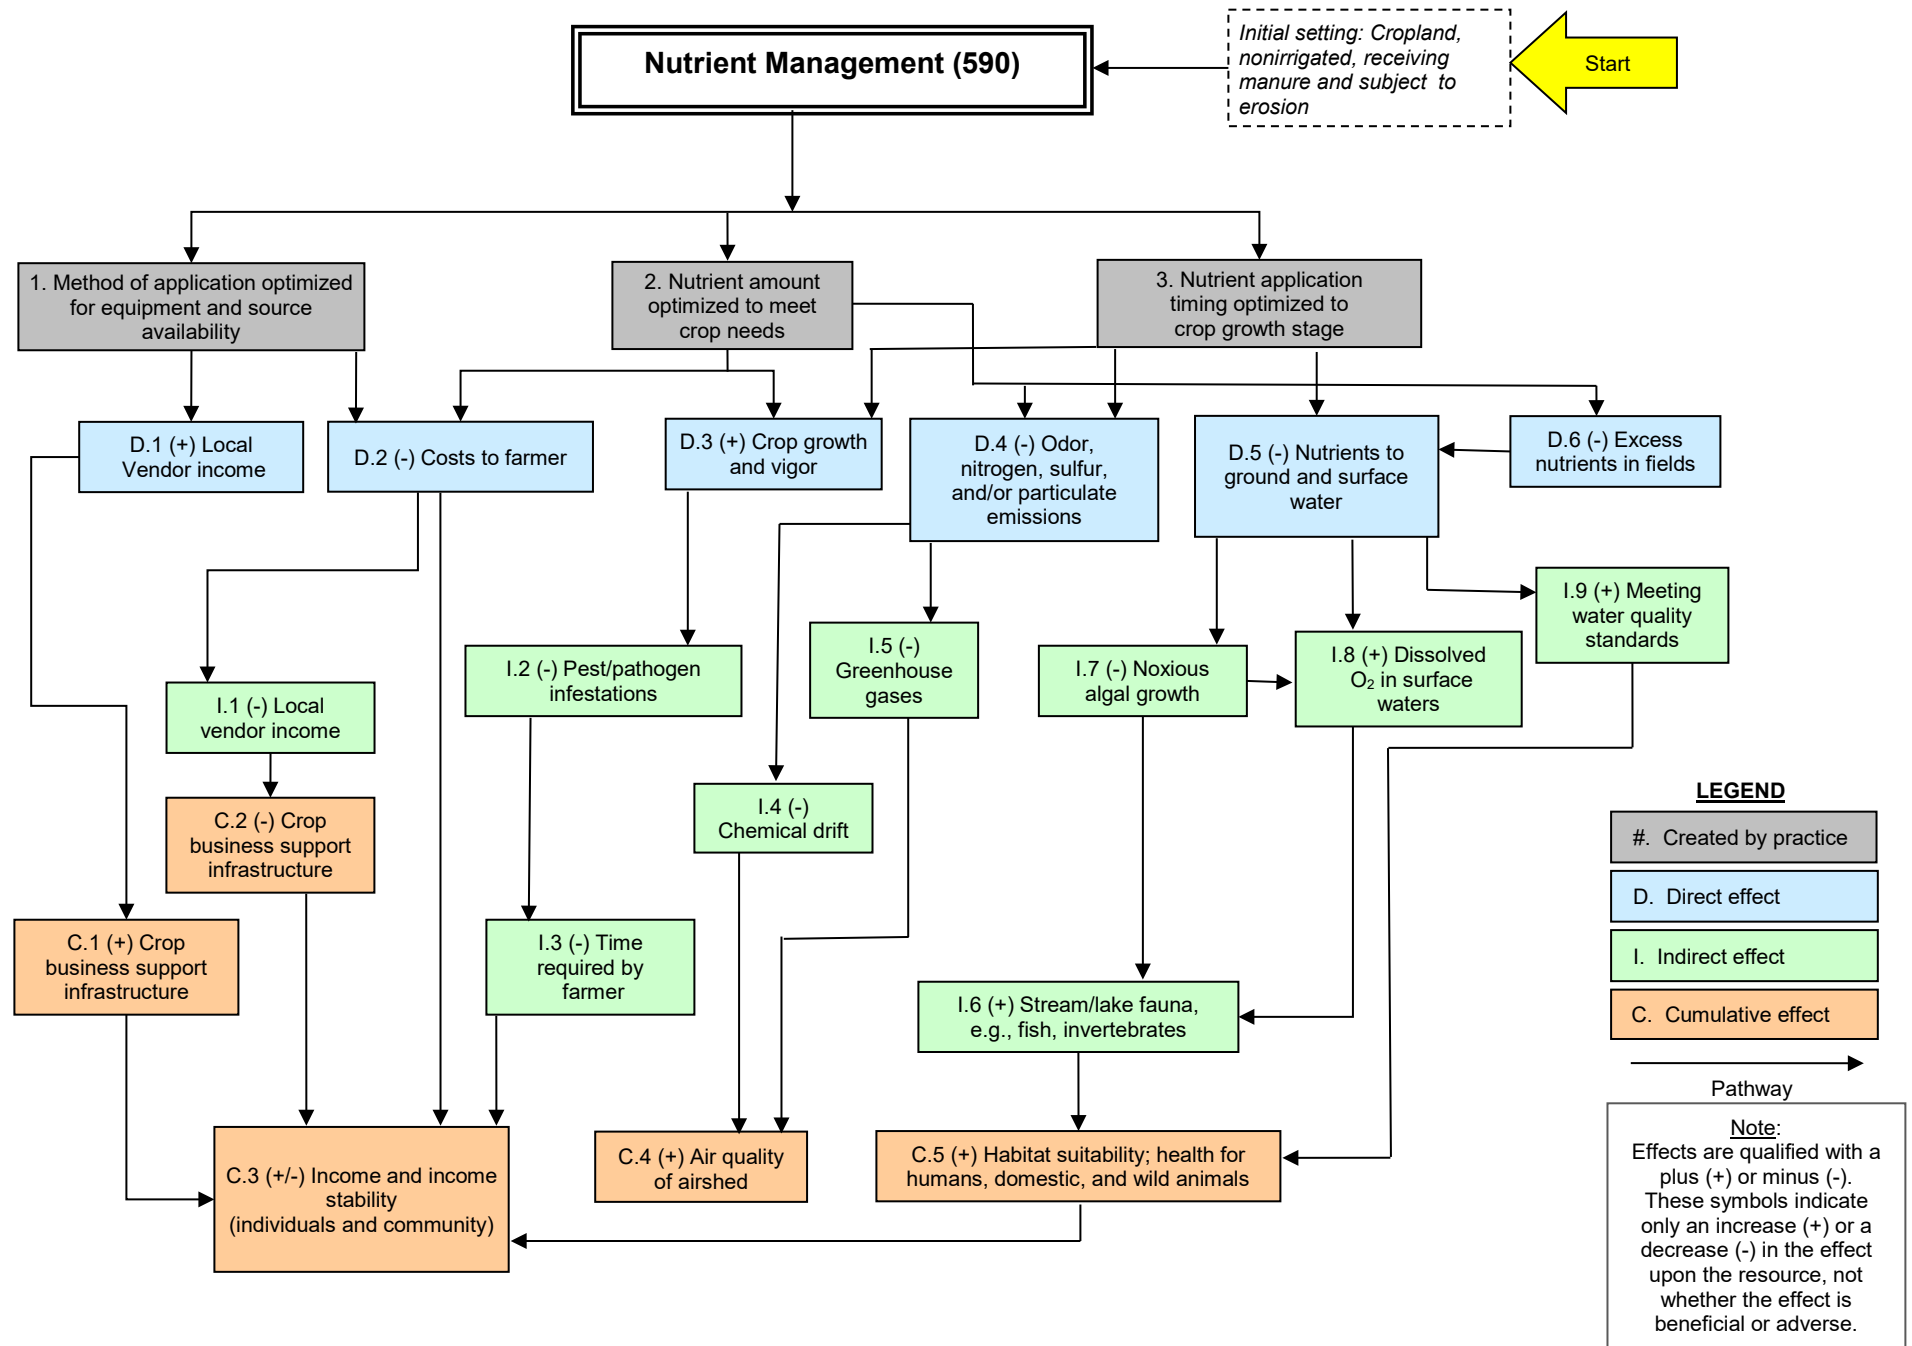 Nutrient Management (590)
Initial setting: Cropland,
nonirrigated, receiving
manure and subject to
erosion
Start
1. Method of application optimized
for equipment and source
availability
2. Nutrient amount
optimized to meet
crop needs
3. Nutrient application
timing optimized to
crop growth stage
D.1 (+) Local
Vendor income
D.2 (-) Costs to farmer
D.3 (+) Crop growth
and vigor
D.4 (-) Odor,
nitrogen, sulfur,
and/or particulate
emissions
D.5 (-) Nutrients to
ground and surface
water
D.6 (-) Excess
nutrients in fields
I.9 (+) Meeting
water quality
standards
I.5 (-)
Greenhouse
gases
I.2 (-) Pest/pathogen
infestations
I.7 (-) Noxious
algal growth
I.8 (+) Dissolved
O₂ in surface
waters
I.1 (-) Local
vendor income
I.4 (-)
Chemical drift
C.2 (-) Crop
business support
infrastructure
C.1 (+) Crop
business support
infrastructure
I.3 (-) Time
required by
farmer
I.6 (+) Stream/lake fauna,
e.g., fish, invertebrates
C.3 (+/-) Income and income
stability
(individuals and community)
C.4 (+) Air quality
of airshed
C.5 (+) Habitat suitability; health for
humans, domestic, and wild animals
LEGEND
#. Created by practice
D. Direct effect
I. Indirect effect
C. Cumulative effect
Pathway
Note:
Effects are qualified with a
plus (+) or minus (-).
These symbols indicate
only an increase (+) or a
decrease (-) in the effect
upon the resource, not
whether the effect is
beneficial or adverse.